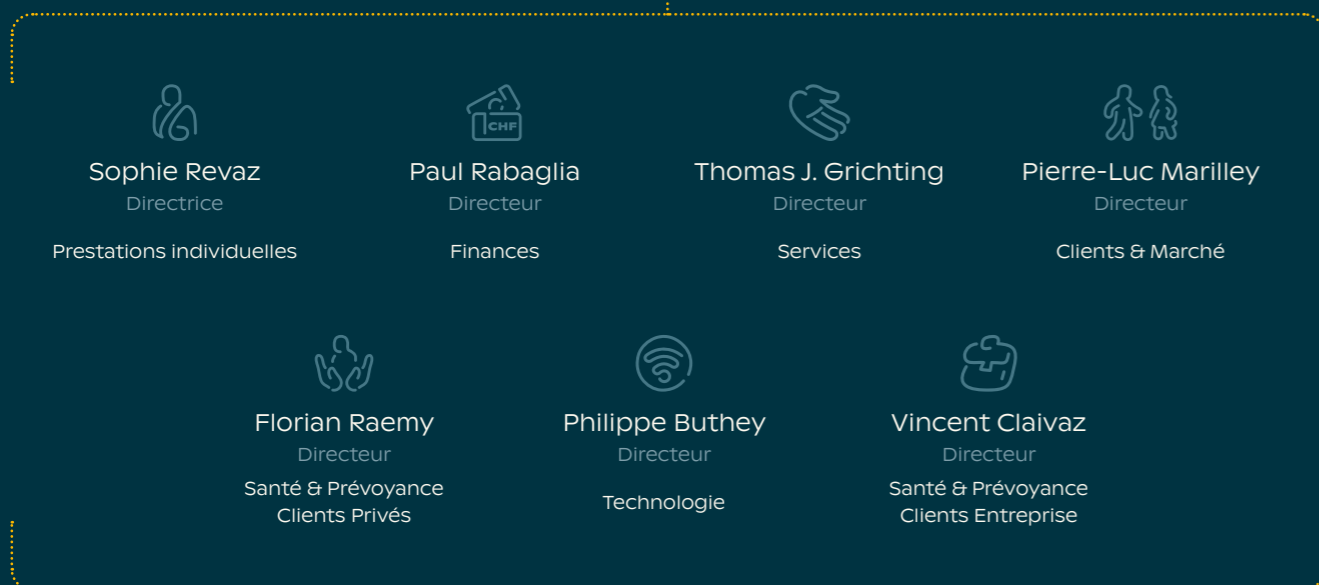 CHF
Sophie Revaz
Directrice
Prestations individuelles
Paul Rabaglia
Directeur
Finances
Thomas J. Grichting
Directeur
Services
Pierre-Luc Marilley
Directeur
Clients & Marché
Florian Raemy
Directeur
Santé & Prévoyance
Clients Privés
Philippe Buthey
Directeur
Technologie
Vincent Claivaz
Directeur
Santé & Prévoyance
Clients Entreprise